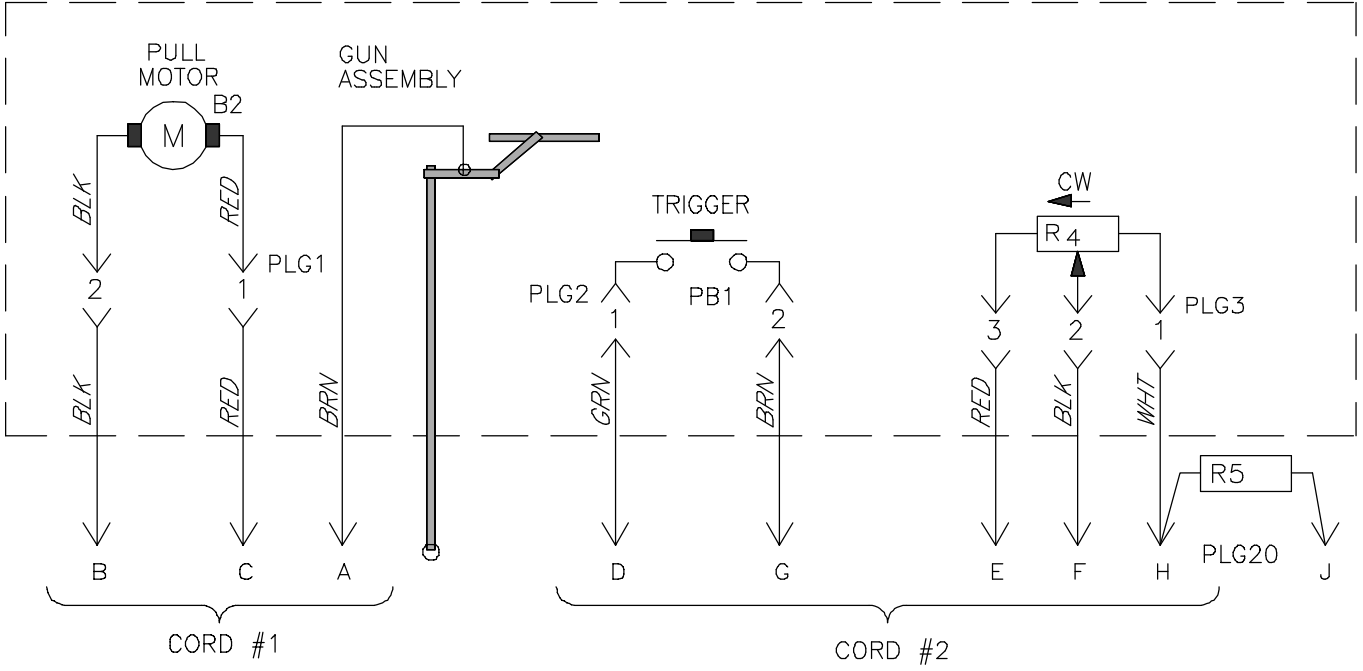 PULL
MOTOR
B2
M
GUN
ASSEMBLY
BLK
RED
PLG1
2
1
BLK
RED
BRN
TRIGGER
PLG2
PB1
1
2
GRN
BRN
CW
R4
PLG3
3
2
1
RED
BLK
WHT
R5
PLG20
B
C
A
D
G
E
F
H
J
CORD #1
CORD #2